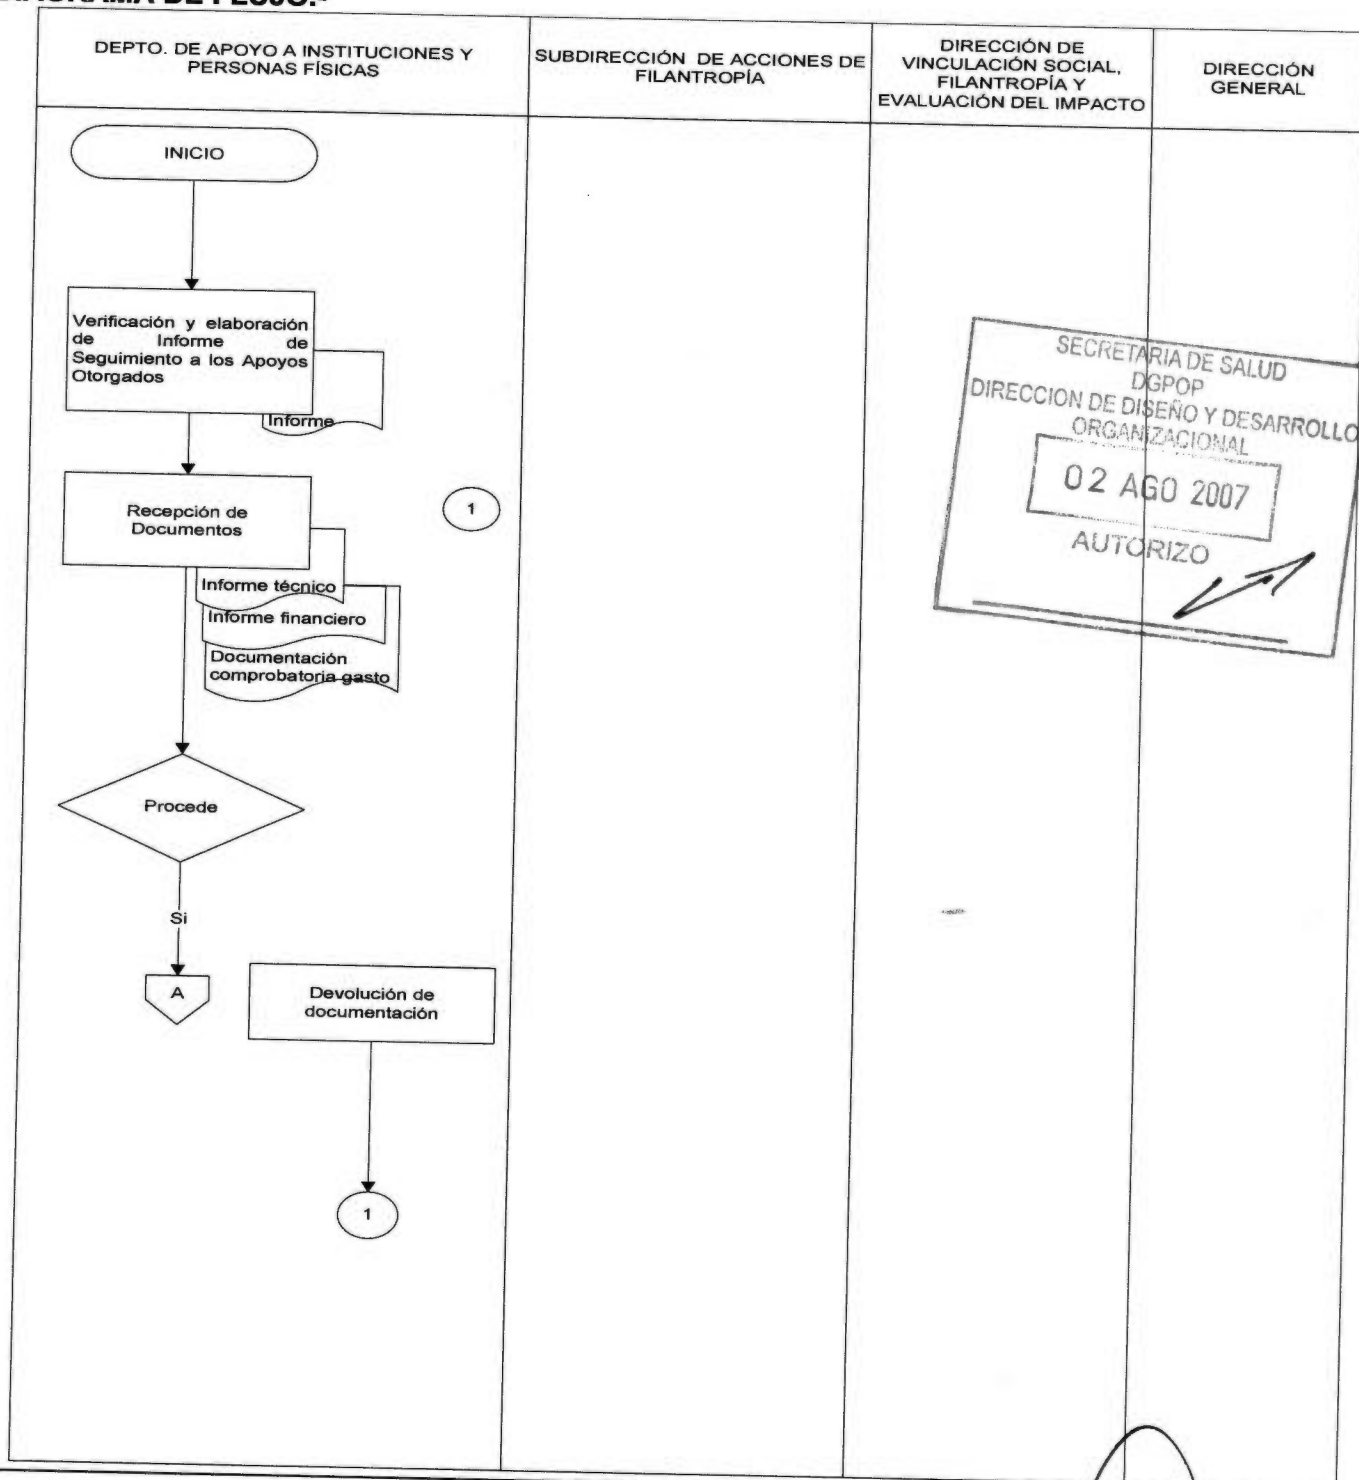 DIAGRAMA DE FLUJO.-
DEPTO. DE APOYO A INSTITUCIONES Y
PERSONAS FÍSICAS
SUBDIRECCIÓN DE ACCIONES DE
FILANTROPÍA
DIRECCIÓN DE
VINCULACIÓN SOCIAL,
FILANTROPÍA Y
EVALUACIÓN DEL IMPACTO
DIRECCIÓN
GENERAL
INICIO
Verificación y elaboración
de Informe de
Seguimiento a los Apoyos
Otorgados
Informe
Recepción de
Documentos
1
Informe técnico
Informe financiero
Documentación
comprobatoria gasto
Procede
Si
A
Devolución de
documentación
1
SECRETARIA DE SALUD
DGPOP
DIRECCION DE DISEÑO Y DESARROLLO
ORGANIZACIONAL
02 AGO 2007
AUTORIZO